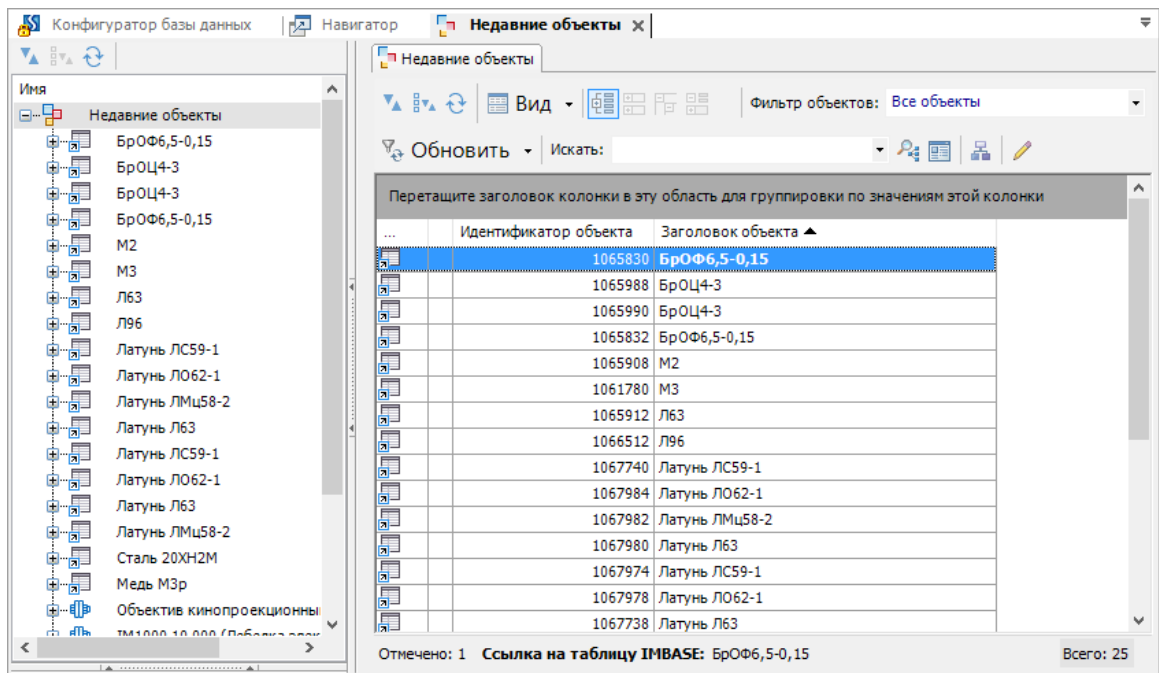 Конфигуратор базы данных Навигатор Недавние объекты
Имя
Недавние объекты
БрОФ6,5-0,15
БрОЦ4-3
БрОЦ4-3
БрОФ6,5-0,15
М2
М3
Л63
Л96
Латунь ЛС59-1
Латунь ЛО62-1
Латунь ЛМц58-2
Латунь Л63
Латунь ЛС59-1
Латунь ЛО62-1
Латунь Л63
Латунь ЛМц58-2
Сталь 20ХН2М
Медь М3р
Объектив кинопроекционны
Недавние объекты
Вид Фильтр объектов: Все объекты
Обновить Искать:
Перетащите заголовок колонки в эту область для группировки по значениям этой колонки
... Идентификатор объекта Заголовок объекта
1065830 БрОФ6,5-0,15
1065988 БрОЦ4-3
1065990 БрОЦ4-3
1065832 БрОФ6,5-0,15
1065908 М2
1061780 М3
1065912 Л63
1066512 Л96
1067740 Латунь ЛС59-1
1067984 Латунь ЛО62-1
1067982 Латунь ЛМц58-2
1067980 Латунь Л63
1067974 Латунь ЛС59-1
1067978 Латунь ЛО62-1
1067738 Латунь Л63
Отмечено: 1 Ссылка на таблицу IMBASE: БрОФ6,5-0,15 Всего: 25